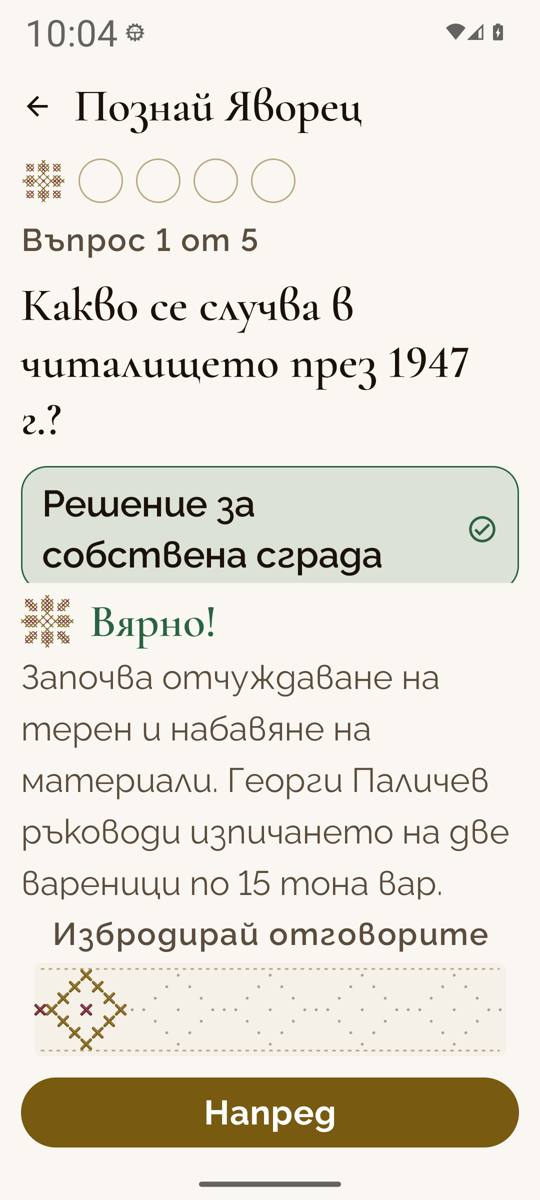 10:04
Познай Яворец
Въпрос 1 от 5
Какво се случва в
читалището през 1947
г.?
Решение за
собствена сграда
Вярно!
Започва отчуждаване на
терен и набавяне на
материали. Георги Паличев
ръководи изпичането на две
вареници по 15 тона вар.
Избродирай отговорите
Напред